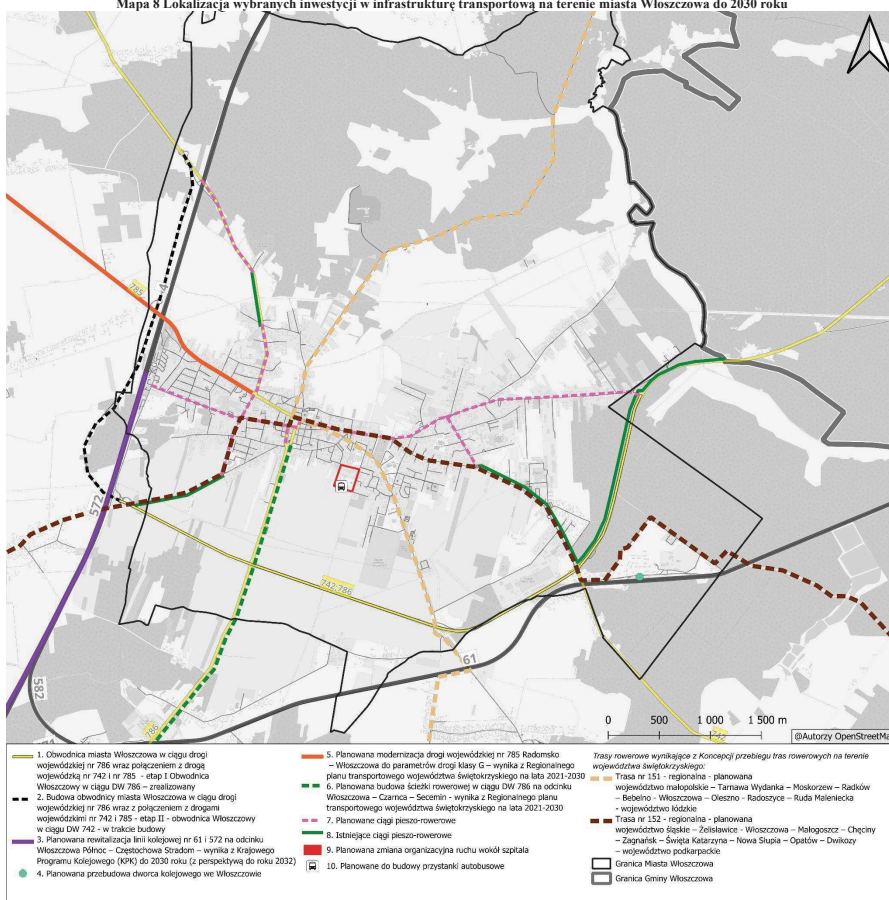 Mapa 8 Lokalizacja wybranych inwestycji w infrastrukturę transportową na terenie miasta Włoszczowa do 2030 roku
785
4
572
742;786
61
582
786
742
0 500 1 000 1 500 m
@Autorzy OpenStreetMa
1. Obwodnica miasta Włoszczowa w ciągu drogi
wojewódzkiej nr 786 wraz połączeniem z drogą
wojewódzką nr 742 i nr 785 - etap I Obwodnica
Włoszczowy w ciągu DW 786 – zrealizowany
2. Budowa obwodnicy miasta Włoszczowa w ciągu drogi
wojewódzkiej nr 786 wraz z połączeniem z drogami
wojewódzkimi nr 742 i 785 - etap II - obwodnica Włoszczowy
w ciągu DW 742 - w trakcie budowy
3. Planowana rewitalizacja linii kolejowej nr 61 i 572 na odcinku
Włoszczowa Północ – Częstochowa Stradom – wynika z Krajowego
Programu Kolejowego (KPK) do 2030 roku (z perspektywą do roku 2032)
4. Planowana przebudowa dworca kolejowego we Włoszczowie
5. Planowana modernizacja drogi wojewódzkiej nr 785 Radomsko
– Włoszczowa do parametrów drogi klasy G – wynika z Regionalnego
planu transportowego województwa świętokrzyskiego na lata 2021-2030
6. Planowana budowa ścieżki rowerowej w ciągu DW 786 na odcinku
Włoszczowa – Czarnca – Secemin - wynika z Regionalnego planu
transportowego województwa świętokrzyskiego na lata 2021-2030
7. Planowane ciągi pieszo-rowerowe
8. Istniejące ciągi pieszo-rowerowe
9. Planowana zmiana organizacyjna ruchu wokół szpitala
10. Planowane do budowy przystanki autobusowe
Trasy rowerowe wynikające z Koncepcji przebiegu tras rowerowych na terenie
województwa świętokrzyskiego:
Trasa nr 151 - regionalna - planowana
województwo małopolskie – Tarnawa Wydanka – Moskorzew – Radków
– Bebelno - Włoszczowa – Oleszno - Radoszyce – Ruda Maleniecka
- województwo łódzkie
Trasa nr 152 – regionalna - planowana
województwo śląskie – Żelisławice - Włoszczowa – Małogoszcz – Chęciny
– Zagnańsk – Święta Katarzyna – Nowa Słupia – Opatów – Dwikozy
– województwo podkarpackie
Granica Miasta Włoszczowa
Granica Gminy Włoszczowa